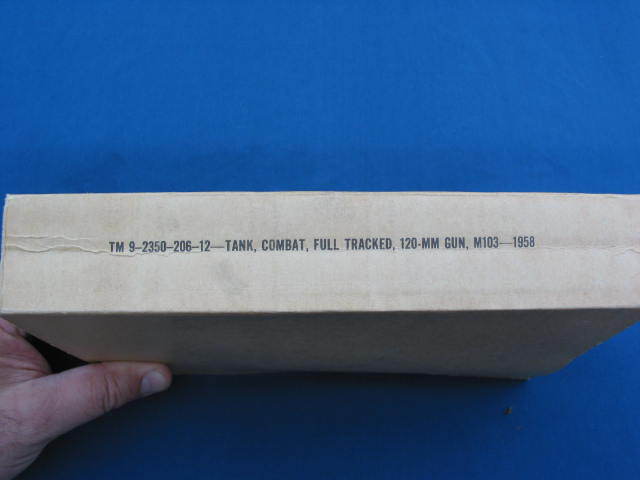 TM 9-2350-206-12—TANK, COMBAT, FULL TRACKED, 120-MM GUN, M103—1958